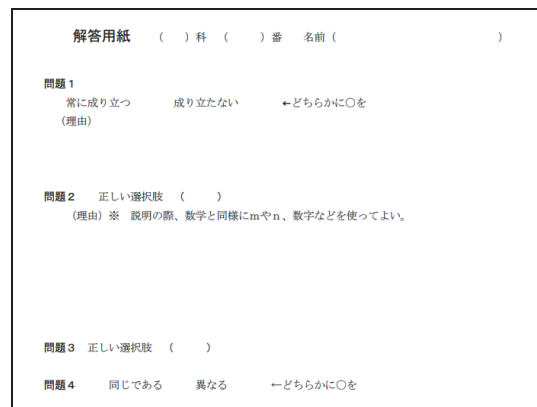 解答用紙　（　　）科　（　　　）番　　名前（　　　　　　　　　　　　　　）
問題１
常に成り立つ　　　　成り立たない　　　　←どちらかに○を
（理由）
問題２　　正しい選択肢　（　　　）
（理由）※　説明の際、数学と同様にｍやｎ、数字などを使ってよい。
問題３　正しい選択肢　（　　　）
問題４　　　同じである　　　異なる　　　　←どちらかに○を